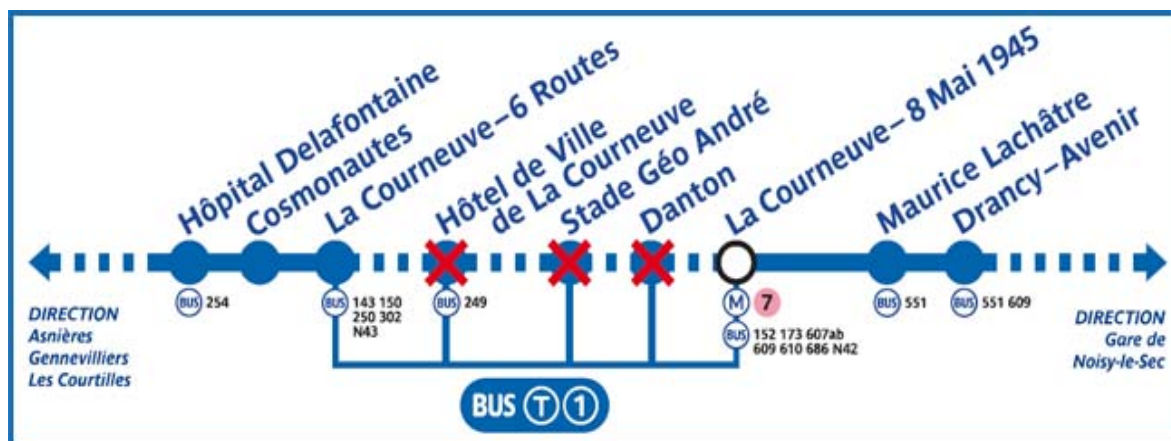 Hôpital Delafontaine
Cosmonautes
La Courneuve–6 Routes
Hôtel de Ville
de La Courneuve
Stade Géo André
Danton
La Courneuve–8 Mai 1945
Maurice Lachâtre
Drancy–Avenir
BUS 254
BUS 143 150
250 302
N43
BUS 249
M 7
BUS 152 173 607ab
609 610 686 N42
BUS 551
BUS 551 609
DIRECTION
Asnières
Gennevilliers
Les Courtilles
DIRECTION
Gare de
Noisy-le-Sec
BUS T 1